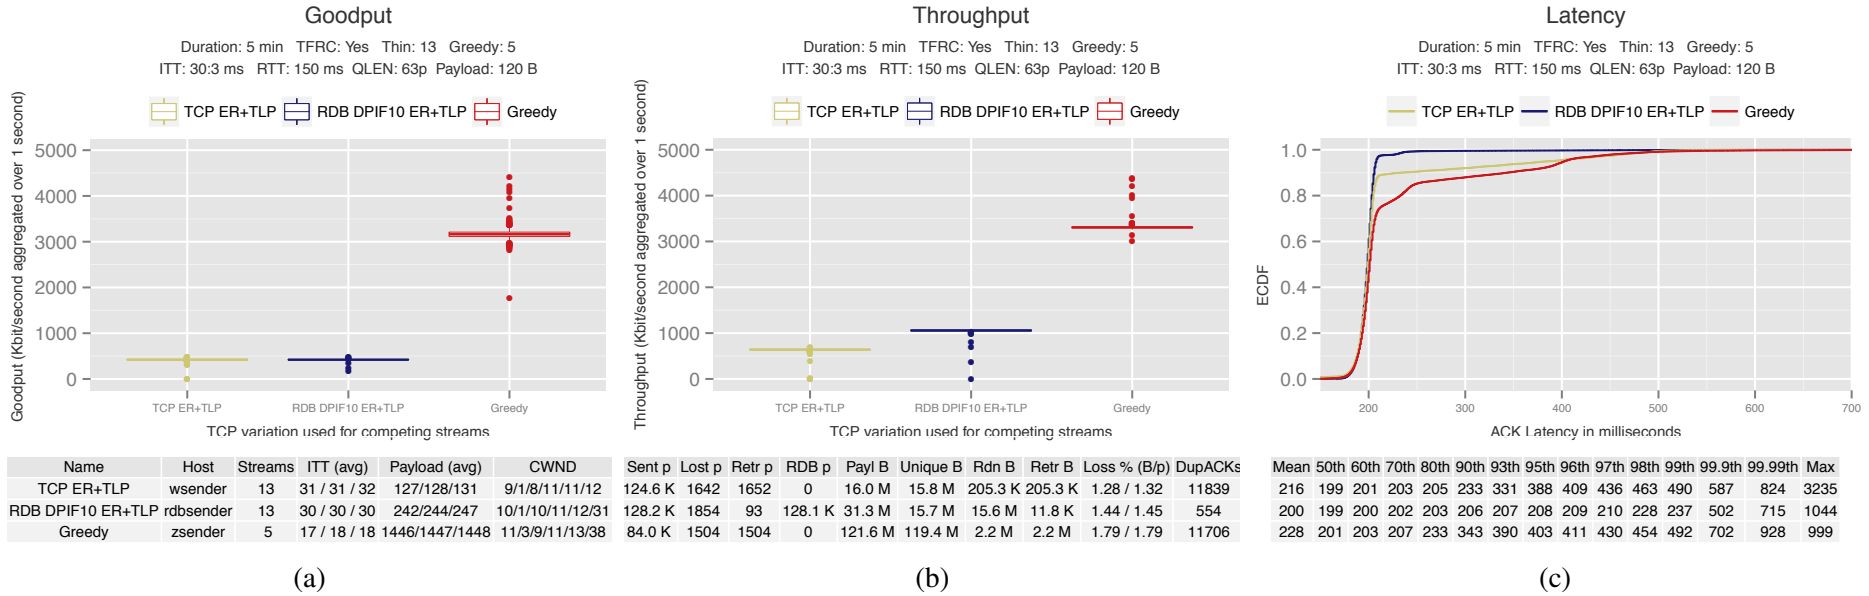 Goodput
Duration: 5 min TFRC: Yes Thin: 13 Greedy: 5
ITT: 30:3 ms RTT: 150 ms QLEN: 63p Payload: 120 B
TCP ER+TLP RDB DPIF10 ER+TLP Greedy
Goodput (Kbit/second aggregated over 1 second)
5000
4000
3000
2000
1000
0
TCP ER+TLP RDB DPIF10 ER+TLP Greedy
TCP variation used for competing streams
Name Host Streams ITT (avg) Payload (avg) CWND
TCP ER+TLP wsender 13 31 / 31 / 32 127/128/131 9/1/8/11/11/12
RDB DPIF10 ER+TLP rdbsender 13 30 / 30 / 30 242/244/247 10/1/10/11/12/31
Greedy zsender 5 17 / 18 / 18 1446/1447/1448 11/3/9/11/13/38
(a)
Throughput
Duration: 5 min TFRC: Yes Thin: 13 Greedy: 5
ITT: 30:3 ms RTT: 150 ms QLEN: 63p Payload: 120 B
TCP ER+TLP RDB DPIF10 ER+TLP Greedy
Throughput (Kbit/second aggregated over 1 second)
5000
4000
3000
2000
1000
0
TCP ER+TLP RDB DPIF10 ER+TLP Greedy
TCP variation used for competing streams
Sent p Lost p Retr p RDB p Payl B Unique B Rdn B Retr B Loss % (B/p) DupACKs
124.6 K 1642 1652 0 16.0 M 15.8 M 205.3 K 205.3 K 1.28 / 1.32 11839
128.2 K 1854 93 128.1 K 31.3 M 15.7 M 15.6 M 11.8 K 1.44 / 1.45 554
84.0 K 1504 1504 0 121.6 M 119.4 M 2.2 M 2.2 M 1.79 / 1.79 11706
(b)
Latency
Duration: 5 min TFRC: Yes Thin: 13 Greedy: 5
ITT: 30:3 ms RTT: 150 ms QLEN: 63p Payload: 120 B
TCP ER+TLP RDB DPIF10 ER+TLP Greedy
ECDF
1.0
0.8
0.6
0.4
0.2
0.0
200 300 400 500 600 700
ACK Latency in milliseconds
Mean 50th 60th 70th 80th 90th 93th 95th 96th 97th 98th 99th 99.9th 99.99th Max
216 199 201 203 205 233 331 388 409 436 463 490 587 824 3235
200 199 200 202 203 206 207 208 209 210 228 237 502 715 1044
228 201 203 207 233 343 390 403 411 430 454 492 702 928 999
(c)